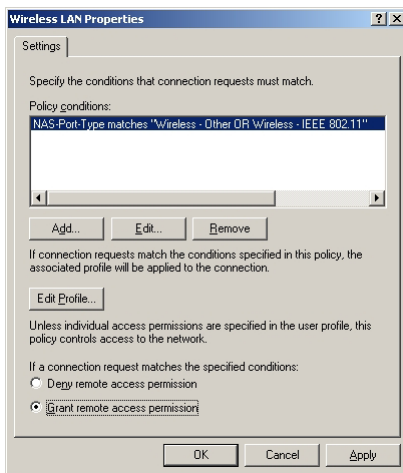 Wireless LAN Properties
Settings
Specify the conditions that connection requests must match.
Policy conditions:
NAS-Port-Type matches "Wireless - Other OR Wireless - IEEE 802.11"
Add... Edit... Remove
If connection requests match the conditions specified in this policy, the
associated profile will be applied to the connection.
Edit Profile...
Unless individual access permissions are specified in the user profile, this
policy controls access to the network.
If a connection request matches the specified conditions:
Deny remote access permission
Grant remote access permission
OK Cancel Apply